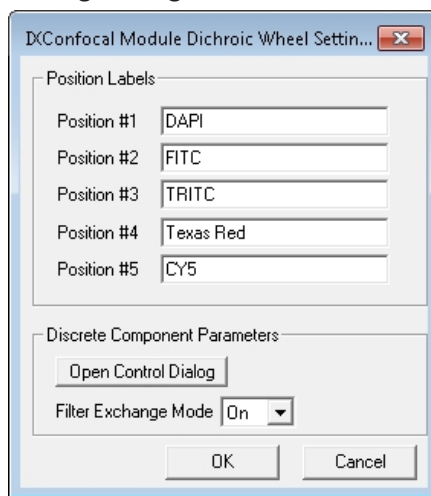 IXConfocal Module Dichroic Wheel Settin...
Position Labels
Position #1 DAPI
Position #2 FITC
Position #3 TRITC
Position #4 Texas Red
Position #5 CY5
Discrete Component Parameters
Open Control Dialog
Filter Exchange Mode On
OK Cancel